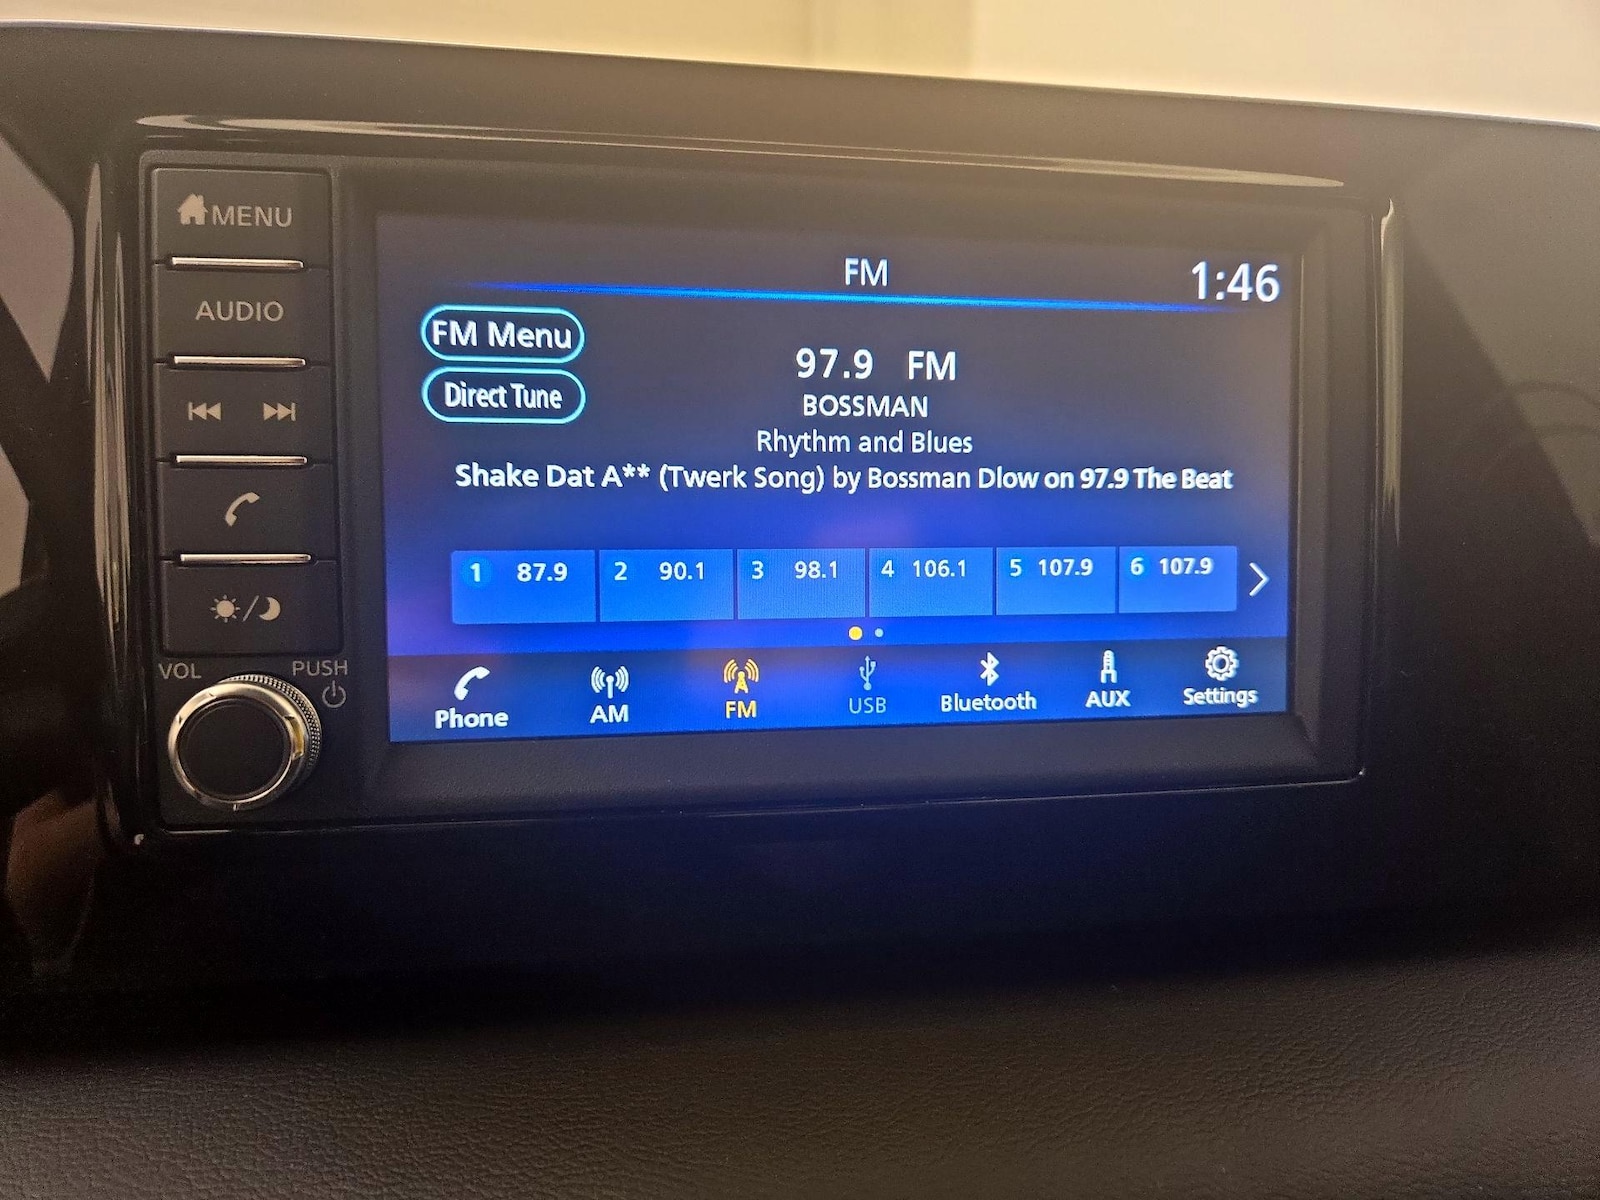 MENU
AUDIO
VOL
PUSH
FM
1:46
FM Menu
Direct Tune
97.9 FM
BOSSMAN
Rhythm and Blues
Shake Dat A** (Twerk Song) by Bossman Dlow on 97.9 The Beat
1 87.9 2 90.1 3 98.1 4 106.1 5 107.9 6 107.9
Phone AM FM USB Bluetooth AUX Settings